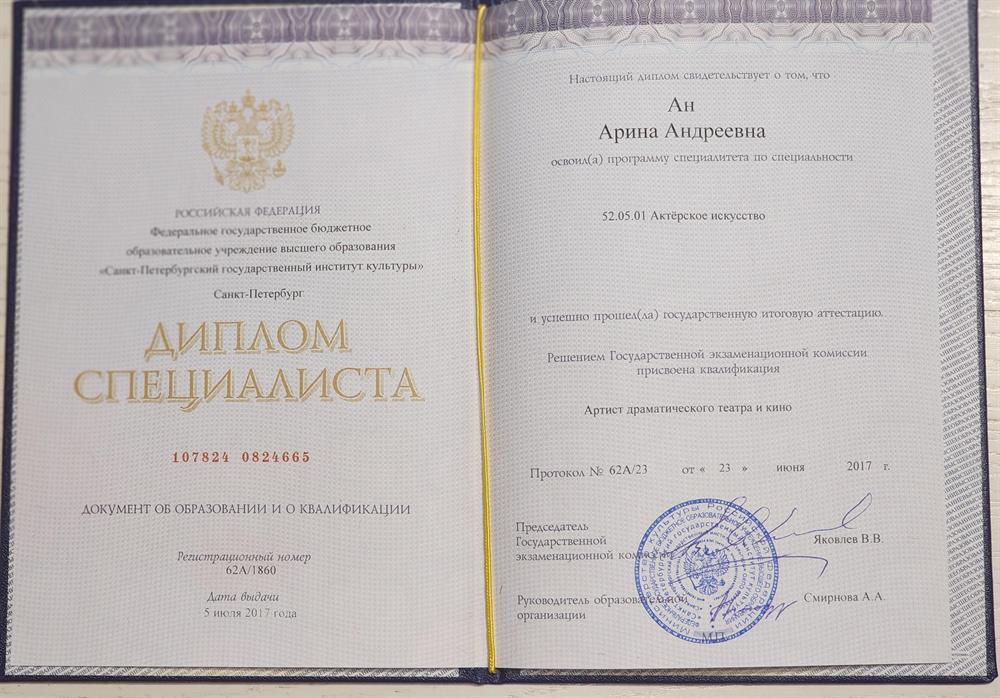 РОССИЙСКАЯ ФЕДЕРАЦИЯ
Федеральное государственное бюджетное
образовательное учреждение высшего образования
«Санкт-Петербургский государственный институт культуры»
Санкт-Петербург
ДИПЛОМ
СПЕЦИАЛИСТА
107824 0824665
ДОКУМЕНТ ОБ ОБРАЗОВАНИИ И О КВАЛИФИКАЦИИ
Регистрационный номер
62А/1860
Дата выдачи
5 июля 2017 года
Настоящий диплом свидетельствует о том, что
Ан
Арина Андреевна
освоил(а) программу специалитета по специальности
52.05.01 Актёрское искусство
и успешно прошел(ла) государственную итоговую аттестацию.
Решением Государственной экзаменационной комиссии
присвоена квалификация
Артист драматического театра и кино
Протокол № 62А/23 от « 23 » июня 2017 г.
Председатель
Государственной
экзаменационной комиссии Яковлев В.В.
Руководитель образовательной Смирнова А.А.
организации
МП